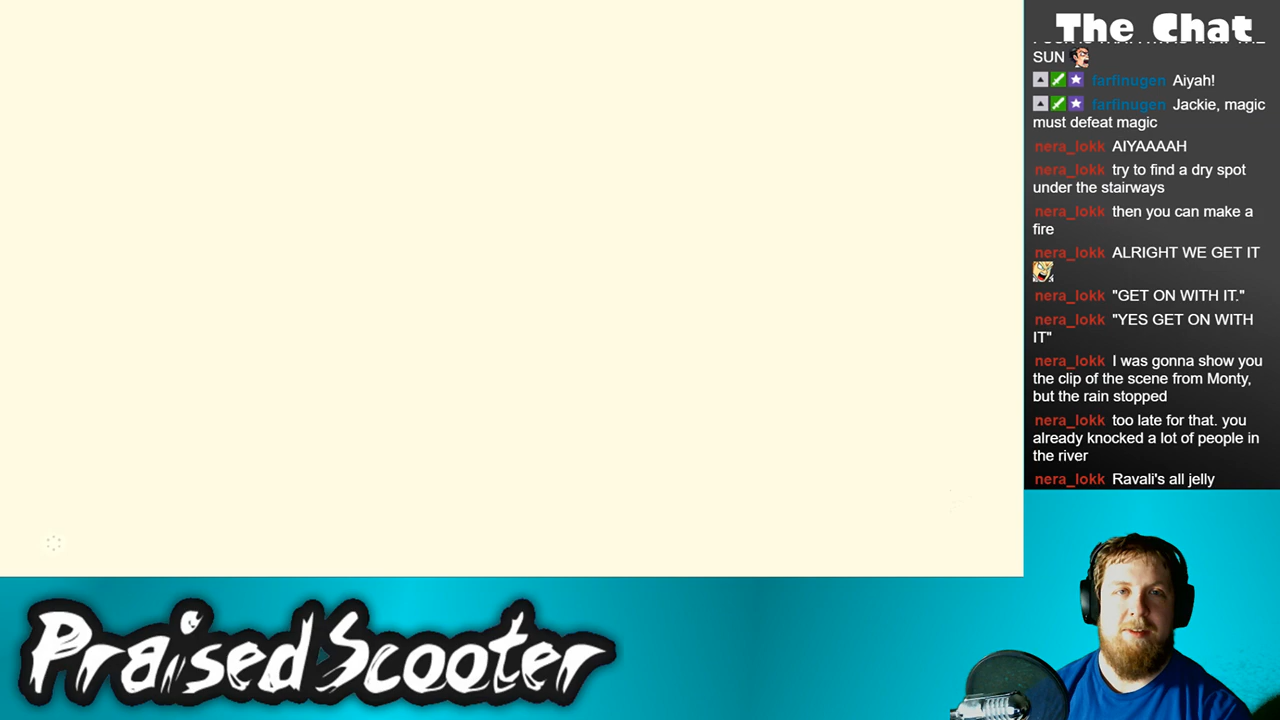 The Chat
SUN
farfinugen Aiyah!
farfinugen Jackie, magic
must defeat magic
nera_lokk AIYAAAAH
nera_lokk try to find a dry spot
under the stairways
nera_lokk then you can make a
fire
nera_lokk ALRIGHT WE GET IT
nera_lokk "GET ON WITH IT."
nera_lokk "YES GET ON WITH
IT"
nera_lokk I was gonna show you
the clip of the scene from Monty,
but the rain stopped
nera_lokk too late for that. you
already knocked a lot of people in
the river
nera_lokk Ravali's all jelly
PraisedScooter